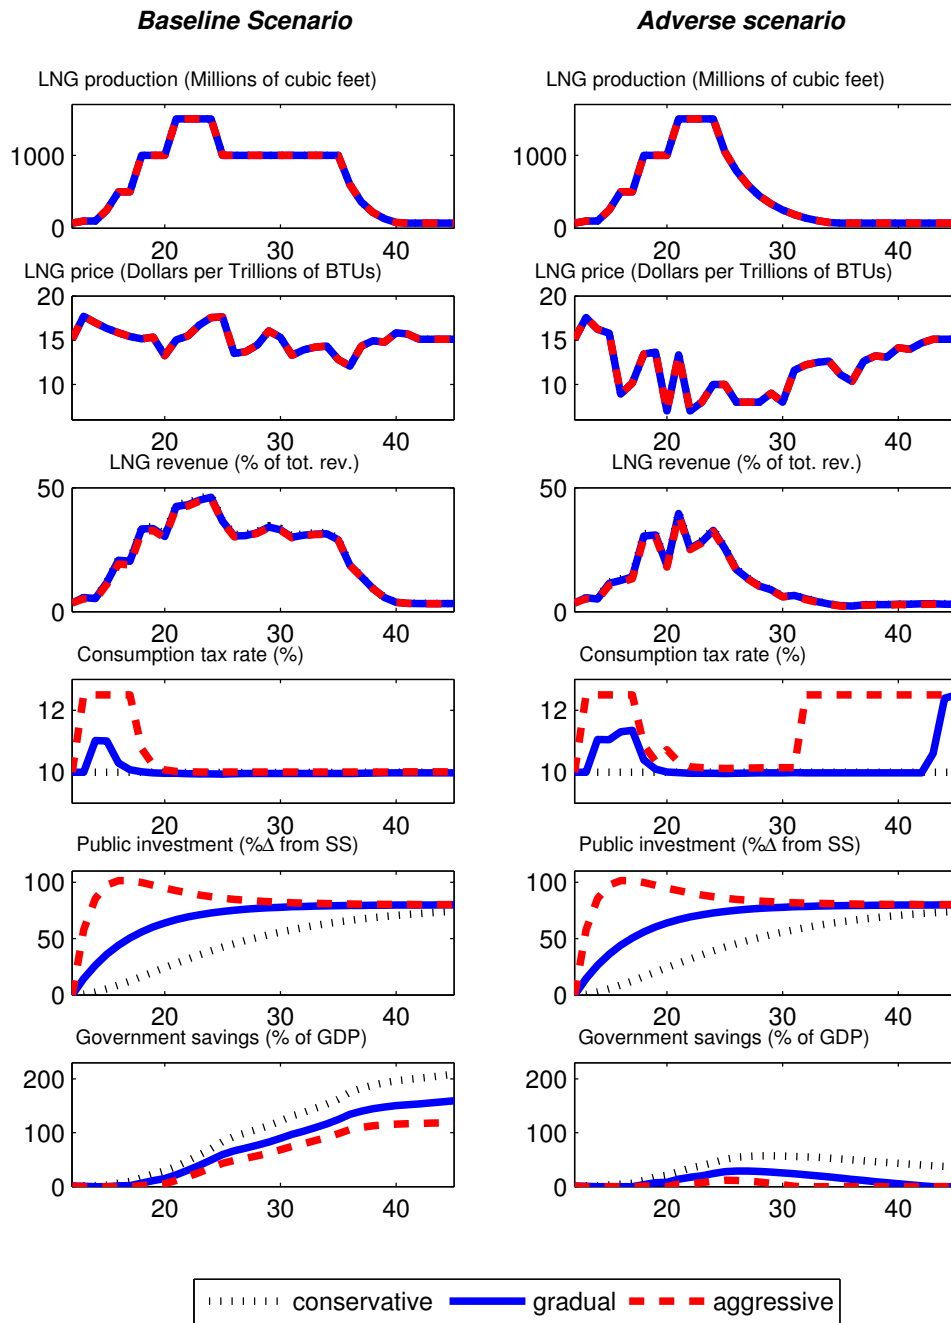 Baseline Scenario
Adverse scenario
LNG production (Millions of cubic feet)
LNG production (Millions of cubic feet)
1000
0
20 30 40
1000
0
20 30 40
LNG price (Dollars per Trillions of BTUs)
LNG price (Dollars per Trillions of BTUs)
20
15
10
20 30 40
20
15
10
20 30 40
LNG revenue (% of tot. rev.)
LNG revenue (% of tot. rev.)
50
0
20 30 40
50
0
20 30 40
Consumption tax rate (%)
Consumption tax rate (%)
12
10
20 30 40
12
10
20 30 40
Public investment (%Δ from SS)
Public investment (%Δ from SS)
100
50
0
20 30 40
100
50
0
20 30 40
Government savings (% of GDP)
Government savings (% of GDP)
200
100
0
20 30 40
200
100
0
20 30 40
conservative gradual aggressive